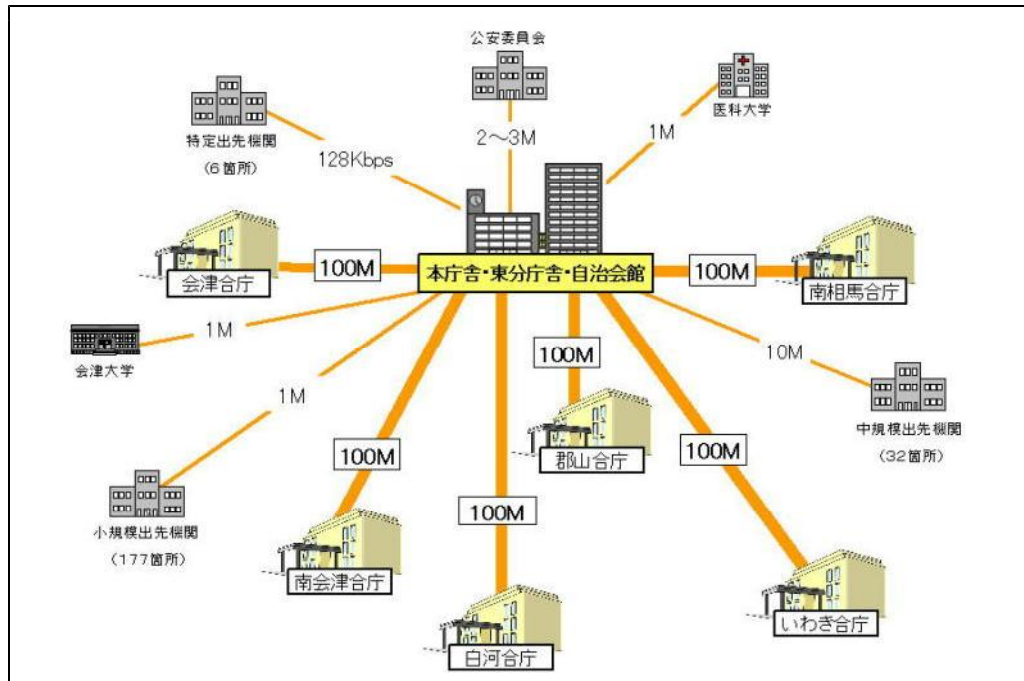 公安委員会
医科大学
特定出先機関
(6箇所)
128Kbps
2～3M
1M
会津合庁
100M
本庁舎・東分庁舎・自治会館
100M
南相馬合庁
会津大学
1M
10M
中規模出先機関
(32箇所)
1M
100M
郡山合庁
100M
100M
100M
小規模出先機関
(177箇所)
南会津合庁
白河合庁
いわき合庁